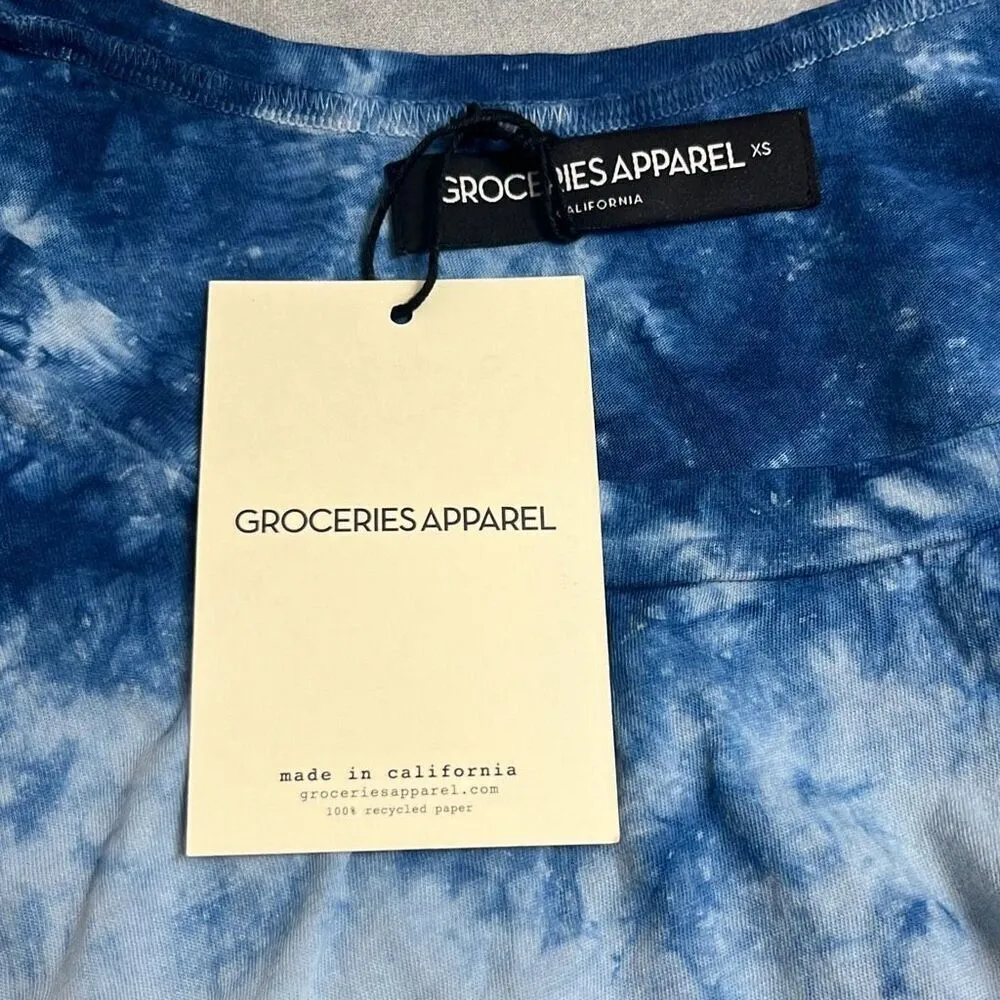 GROCERIES APPAREL XS
CALIFORNIA
GROCERIES APPAREL
made in california
groceriesapparel.com
100% recycled paper